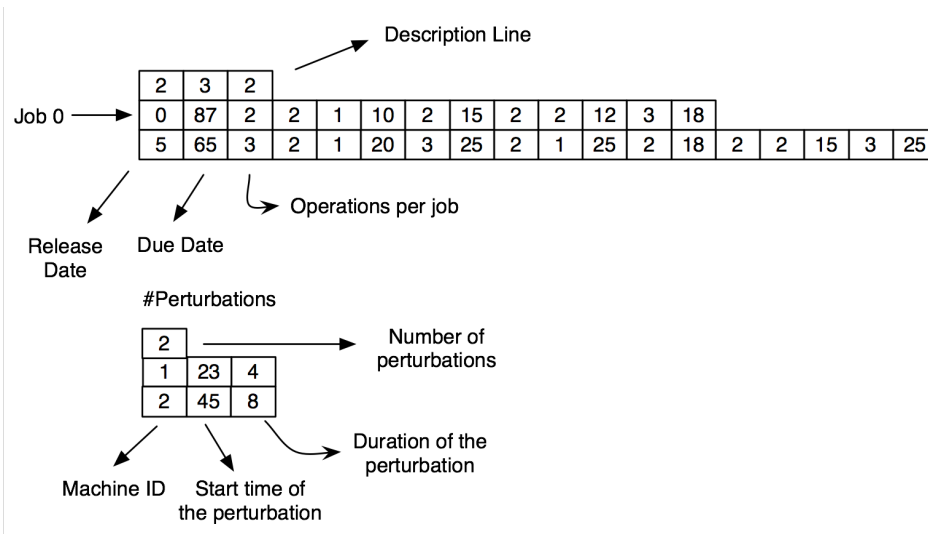 Description Line
2 3 2
Job 0
0 87 2 2 1 10 2 15 2 2 12 3 18
5 65 3 2 1 20 3 25 2 1 25 2 18 2 2 15 3 25
Operations per job
Release
Date
Due Date
#Perturbations
2
Number of
perturbations
1 23 4
2 45 8
Duration of the
perturbation
Machine ID
Start time of
the perturbation